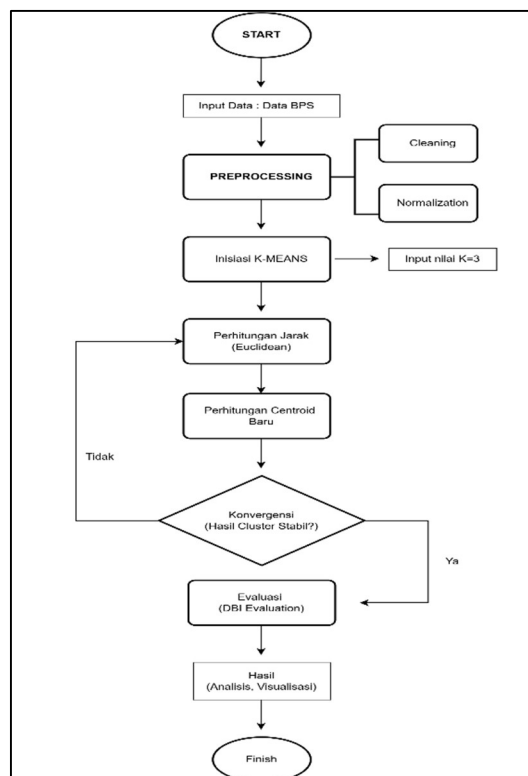 START
Input Data : Data BPS
PREPROCESSING
Cleaning
Normalization
Inisiasi K-MEANS
Input nilai K=3
Perhitungan Jarak
(Euclidean)
Perhitungan Centroid
Baru
Tidak
Konvergensi
(Hasil Cluster Stabil?)
Ya
Evaluasi
(DBI Evaluation)
Hasil
(Analisis, Visualisasi)
Finish